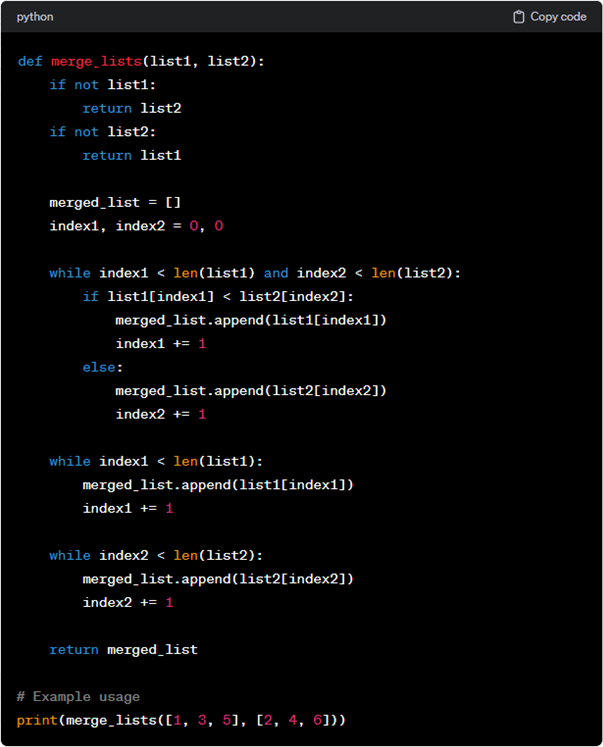 python
Copy code
def merge_lists(list1, list2):
    if not list1:
        return list2
    if not list2:
        return list1

    merged_list = []
    index1, index2 = 0, 0

    while index1 < len(list1) and index2 < len(list2):
        if list1[index1] < list2[index2]:
            merged_list.append(list1[index1])
            index1 += 1
        else:
            merged_list.append(list2[index2])
            index2 += 1

    while index1 < len(list1):
        merged_list.append(list1[index1])
        index1 += 1

    while index2 < len(list2):
        merged_list.append(list2[index2])
        index2 += 1

    return merged_list

# Example usage
print(merge_lists([1, 3, 5], [2, 4, 6]))